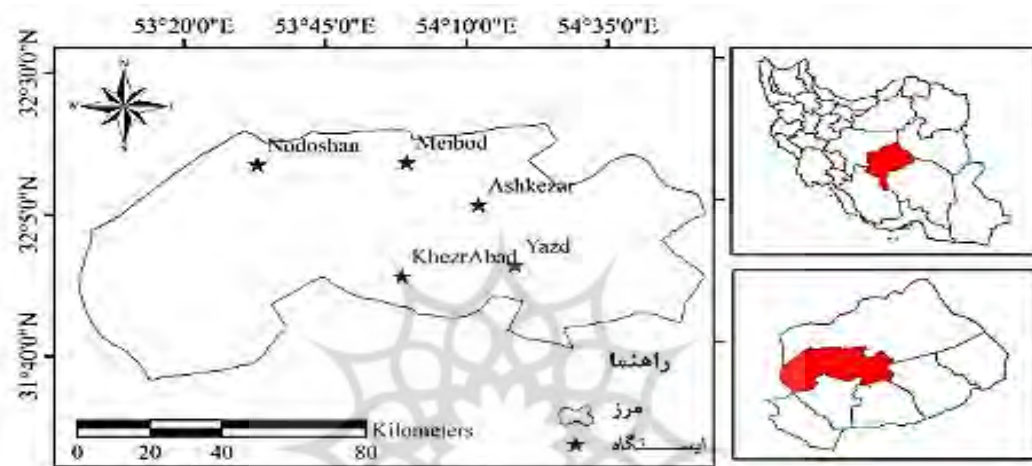 53°20'0"E 53°45'0"E 54°10'0"E 54°35'0"E
32°30'0"N
32°5'0"N
31°40'0"N
N
W
E
S
Nodoshan
Meibod
Ashkezar
KhezrAbad
Yazd
راهنما
مرز
ایستگاه
Kilometers
0 20 40 80